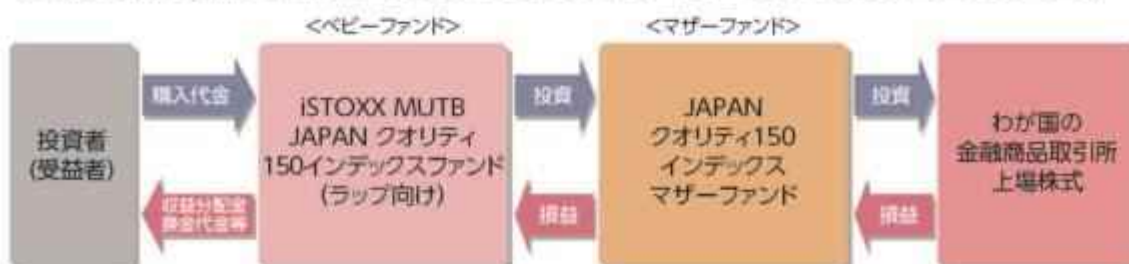 <ベビーファンド>
<マザーファンド>
投資者
(受益者)
購入代金
収益分配金
換金代金等
iSTOXX MUTB
JAPAN クオリティ
150インデックスファンド
(ラップ向け)
投資
損益
JAPAN
クオリティ150
インデックス
マザーファンド
投資
損益
わが国の
金融商品取引所
上場株式